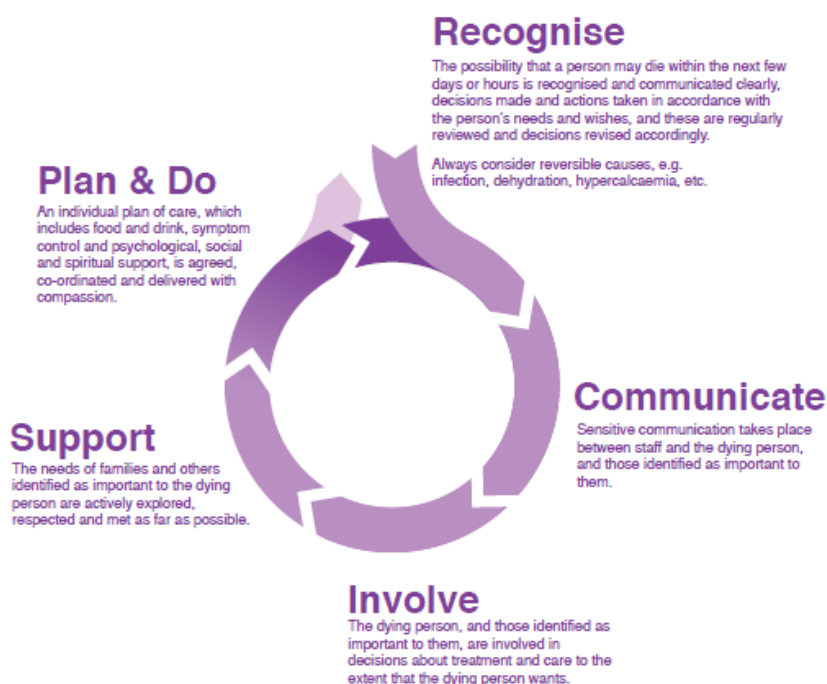 Recognise
The possibility that a person may die within the next few
days or hours is recognised and communicated clearly,
decisions made and actions taken in accordance with
the person's needs and wishes, and these are regularly
reviewed and decisions revised accordingly.
Always consider reversible causes, e.g.
infection, dehydration, hypercalcaemia, etc.
Communicate
Sensitive communication takes place
between staff and the dying person,
and those identified as important to
them.
Involve
The dying person, and those identified as
important to them, are involved in
decisions about treatment and care to the
extent that the dying person wants.
Support
The needs of families and others
identified as important to the dying
person are actively explored,
respected and met as far as possible.
Plan & Do
An individual plan of care, which
includes food and drink, symptom
control and psychological, social
and spiritual support, is agreed,
co-ordinated and delivered with
compassion.